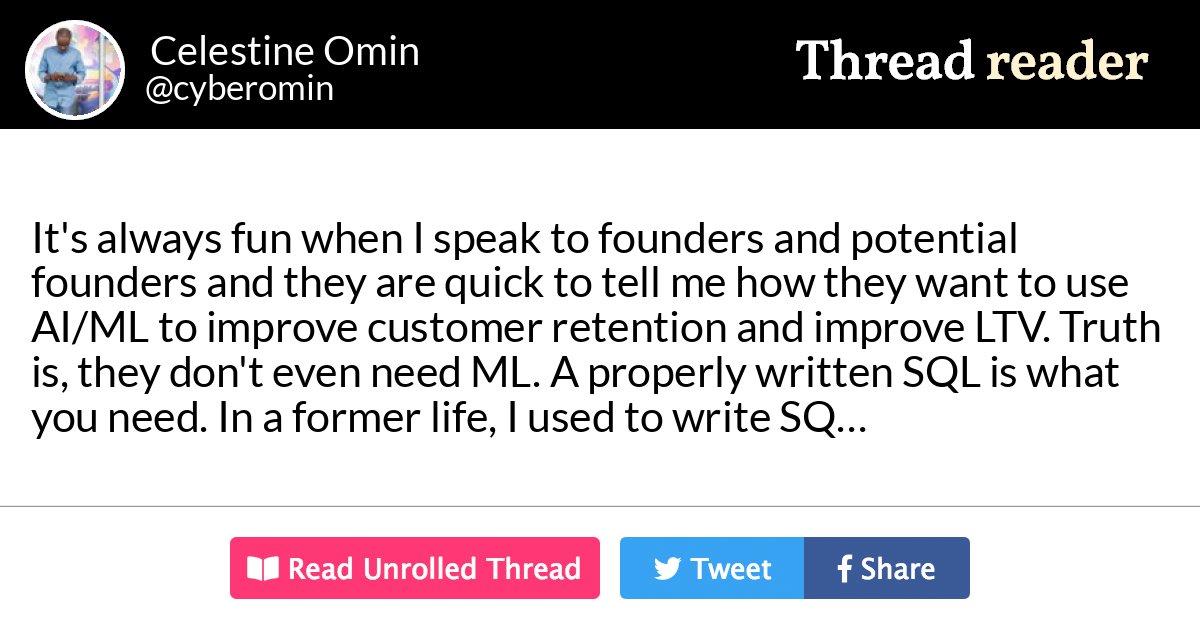 Celestine Omin
@cyberomin
Thread reader
It's always fun when I speak to founders and potential
founders and they are quick to tell me how they want to use
AI/ML to improve customer retention and improve LTV. Truth
is, they don't even need ML. A properly written SQL is what
you need. In a former life, I used to write SQ...
Read Unrolled Thread
Tweet
Share